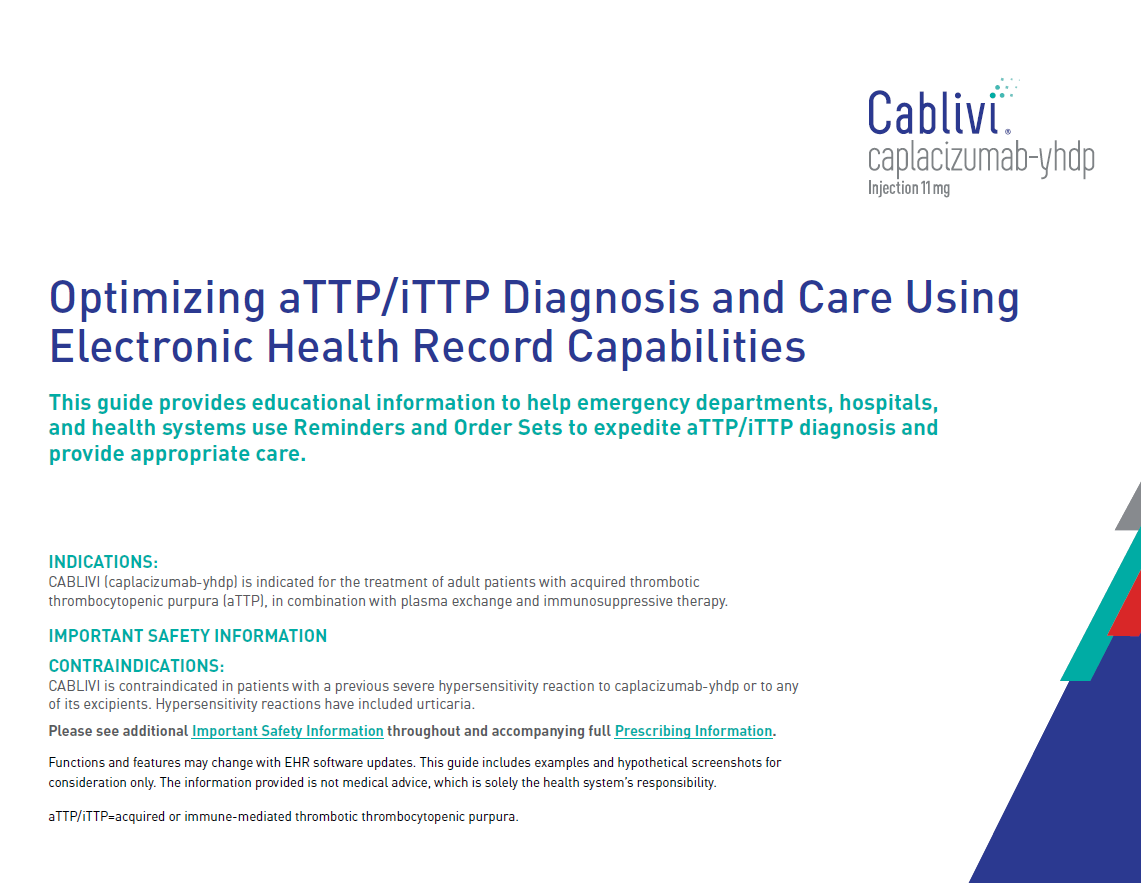 Cablivi®
caplacizumab-yhdp
Injection 11 mg
Optimizing aTTP/iTTP Diagnosis and Care Using
Electronic Health Record Capabilities
This guide provides educational information to help emergency departments, hospitals,
and health systems use Reminders and Order Sets to expedite aTTP/iTTP diagnosis and
provide appropriate care.
INDICATIONS:
CABLIVI (caplacizumab-yhdp) is indicated for the treatment of adult patients with acquired thrombotic
thrombocytopenic purpura (aTTP), in combination with plasma exchange and immunosuppressive therapy.
IMPORTANT SAFETY INFORMATION
CONTRAINDICATIONS:
CABLIVI is contraindicated in patients with a previous severe hypersensitivity reaction to caplacizumab-yhdp or to any
of its excipients. Hypersensitivity reactions have included urticaria.
Please see additional Important Safety Information throughout and accompanying full Prescribing Information.
Functions and features may change with EHR software updates. This guide includes examples and hypothetical screenshots for
consideration only. The information provided is not medical advice, which is solely the health system's responsibility.
aTTP/iTTP=acquired or immune-mediated thrombotic thrombocytopenic purpura.